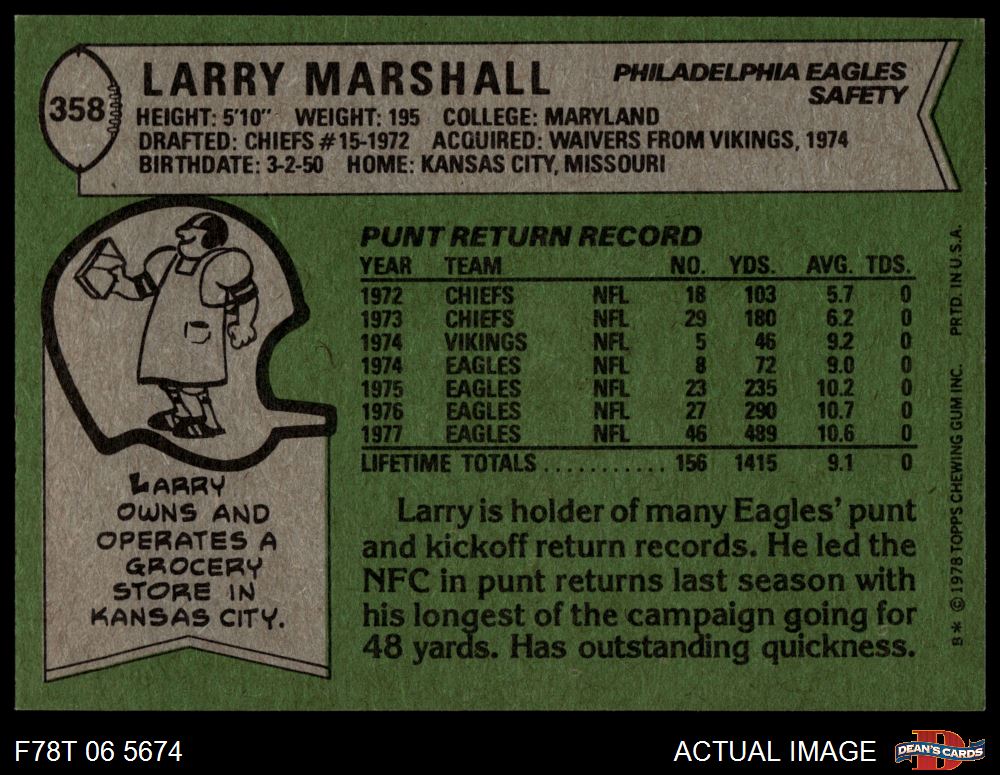 358
LARRY MARSHALL
PHILADELPHIA EAGLES
SAFETY
HEIGHT: 5'10" WEIGHT: 195 COLLEGE: MARYLAND
DRAFTED: CHIEFS #15-1972 ACQUIRED: WAIVERS FROM VIKINGS, 1974
BIRTHDATE: 3-2-50 HOME: KANSAS CITY, MISSOURI
PUNT RETURN RECORD
YEAR TEAM NO. YDS. AVG. TDS.
1972 CHIEFS NFL 18 103 5.7 0
1973 CHIEFS NFL 29 180 6.2 0
1974 VIKINGS NFL 5 46 9.2 0
1974 EAGLES NFL 8 72 9.0 0
1975 EAGLES NFL 23 235 10.2 0
1976 EAGLES NFL 27 290 10.7 0
1977 EAGLES NFL 46 489 10.6 0
LIFETIME TOTALS........... 156 1415 9.1 0
LARRY
OWNS AND
OPERATES A
GROCERY
STORE IN
KANSAS CITY.
Larry is holder of many Eagles' punt
and kickoff return records. He led the
NFC in punt returns last season with
his longest of the campaign going for
48 yards. Has outstanding quickness.
B* © 1978 TOPPS CHEWING GUM INC. PRTD. IN U.S.A.
F78T 06 5674
ACTUAL IMAGE
DEAN'S CARDS